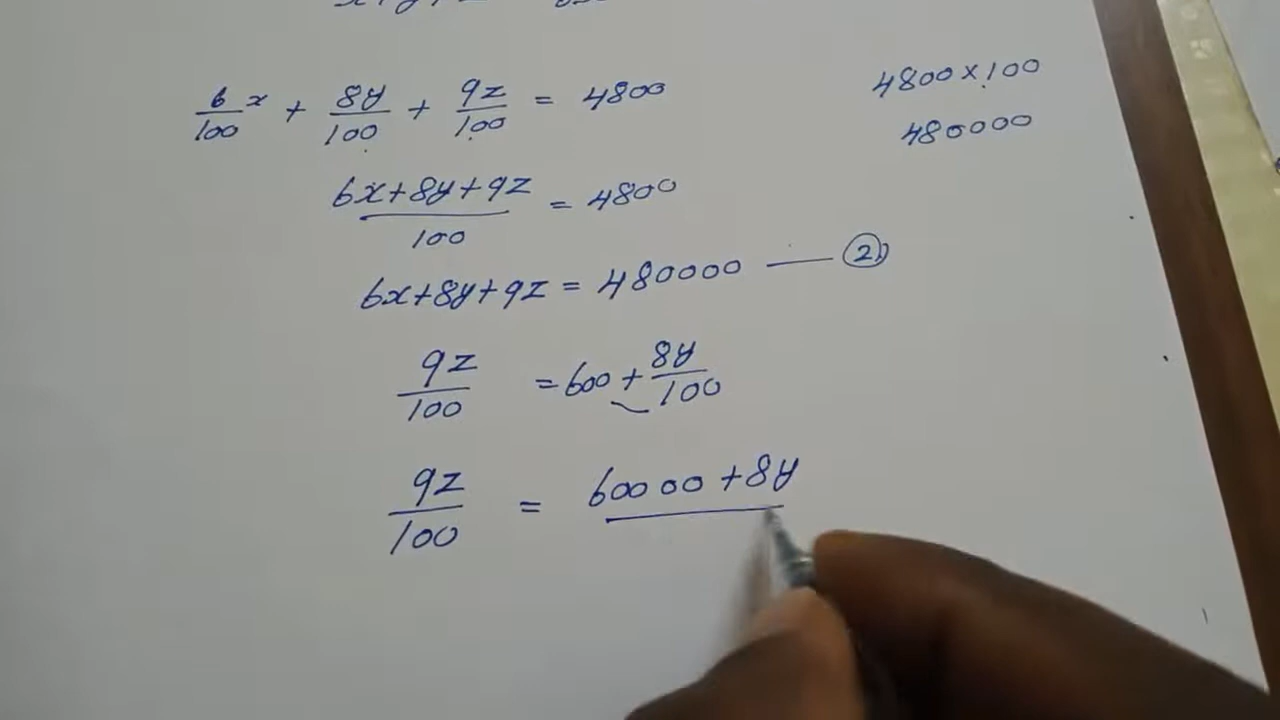 6/100 x + 8y/100 + 9z/100 = 4800
4800 × 100
480000
6x+8y+9z/100 = 4800
6x+8y+9z = 480000 —— ②
9z/100 = 600 + 8y/100
9z/100 = 60000 + 8y